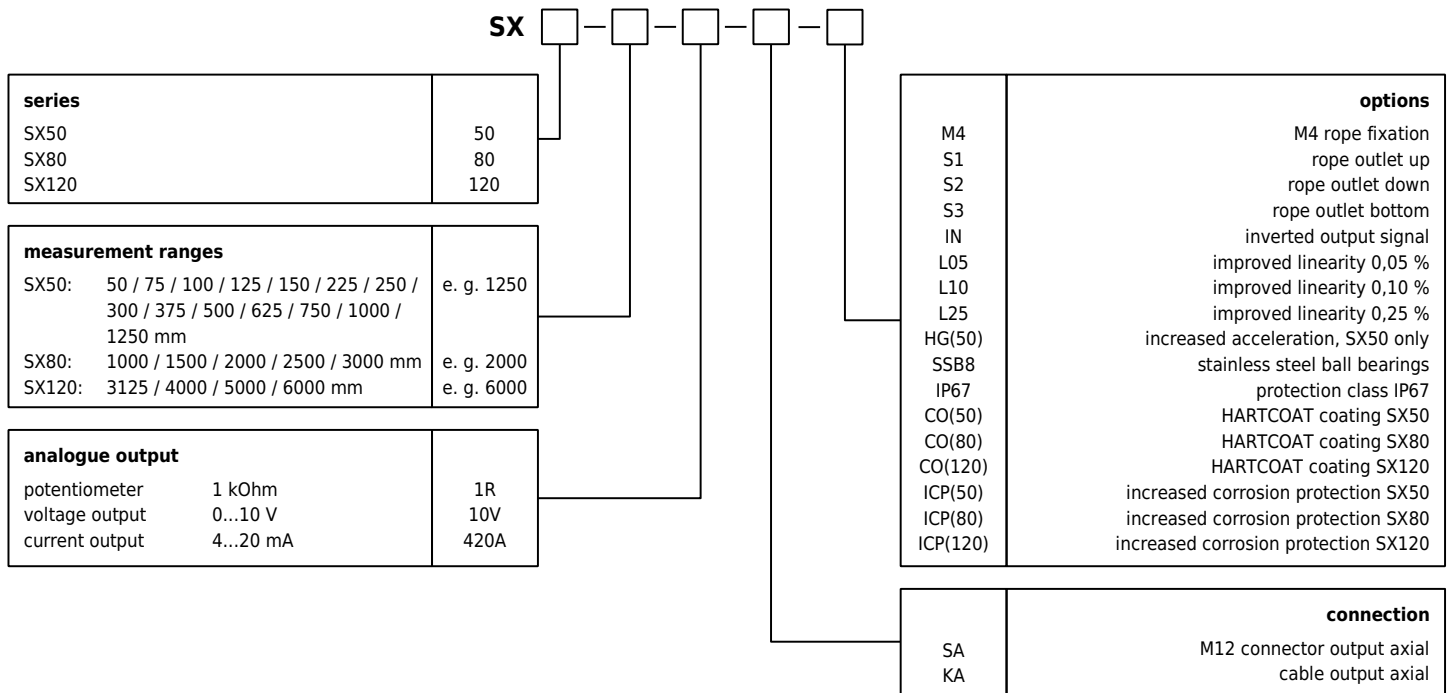 SX — — — —
series
SX50 50
SX80 80
SX120 120
measurement ranges
SX50: 50 / 75 / 100 / 125 / 150 / 225 / 250 / e. g. 1250
300 / 375 / 500 / 625 / 750 / 1000 /
1250 mm
SX80: 1000 / 1500 / 2000 / 2500 / 3000 mm e. g. 2000
SX120: 3125 / 4000 / 5000 / 6000 mm e. g. 6000
analogue output
potentiometer 1 kOhm 1R
voltage output 0...10 V 10V
current output 4...20 mA 420A
options
M4 M4 rope fixation
S1 rope outlet up
S2 rope outlet down
S3 rope outlet bottom
IN inverted output signal
L05 improved linearity 0,05 %
L10 improved linearity 0,10 %
L25 improved linearity 0,25 %
HG(50) increased acceleration, SX50 only
SSB8 stainless steel ball bearings
IP67 protection class IP67
CO(50) HARTCOAT coating SX50
CO(80) HARTCOAT coating SX80
CO(120) HARTCOAT coating SX120
ICP(50) increased corrosion protection SX50
ICP(80) increased corrosion protection SX80
ICP(120) increased corrosion protection SX120
connection
SA M12 connector output axial
KA cable output axial